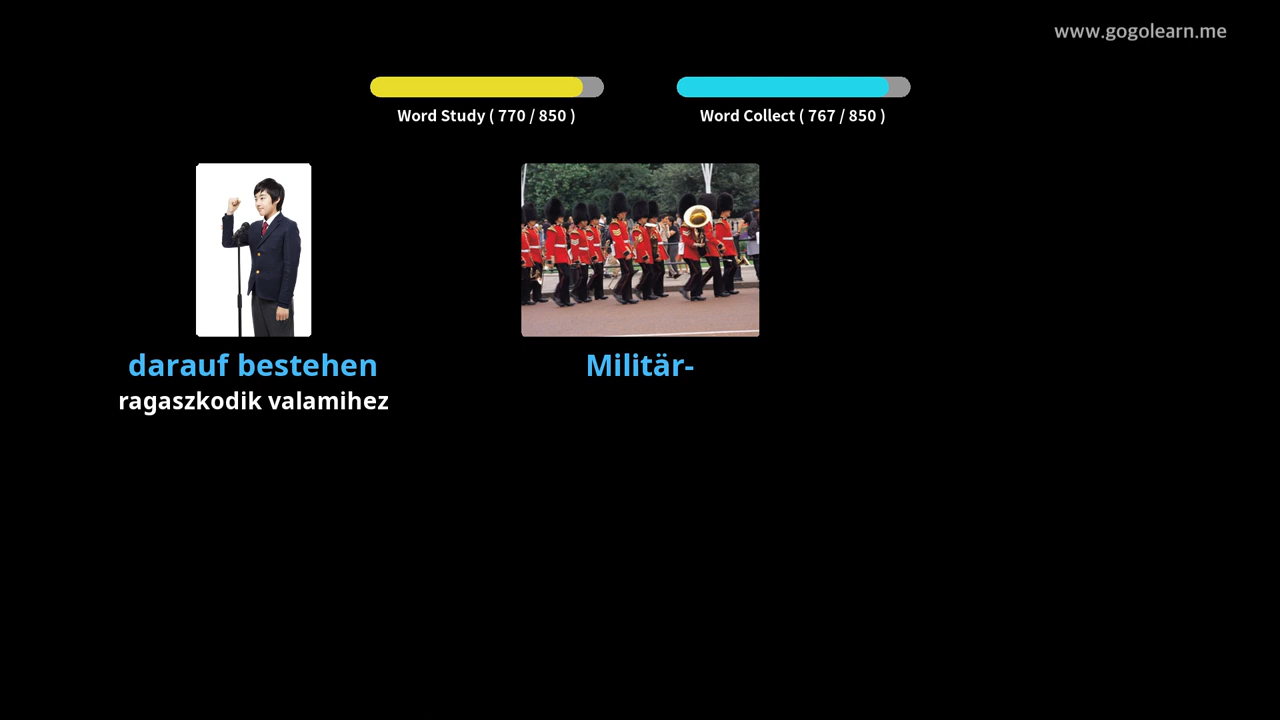 www.gogolearn.me
Word Study ( 770 / 850 )
Word Collect ( 767 / 850 )
darauf bestehen
ragaszkodik valamihez
Militär-